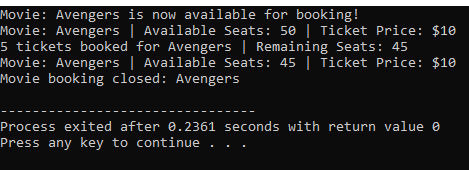 Movie: Avengers is now available for booking!
Movie: Avengers | Available Seats: 50 | Ticket Price: $10
5 tickets booked for Avengers | Remaining Seats: 45
Movie: Avengers | Available Seats: 45 | Ticket Price: $10
Movie booking closed: Avengers
--------------------------------
Process exited after 0.2361 seconds with return value 0
Press any key to continue . . .